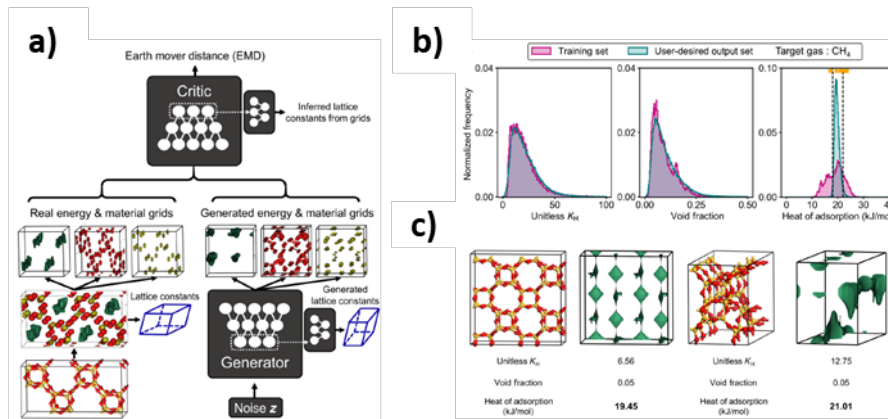 a)
Earth mover distance (EMD)
Critic
Inferred lattice
constants from grids
Real energy & material grids
Generated energy & material grids
Lattice constants
Generated
lattice constants
Generator
Noise z
b)
Training set
User-desired output set
Target gas : CH4
Normalized frequency
0.04
0.02
0.00
0
50
100
Unitless KH
0.04
0.02
0.00
0.00
0.25
0.50
Void fraction
0.10
0.05
0.00
0
20
Heat of adsorption (kJ/mol
c)
Unitless KH 6.56 Unitless KH 12.75
Void fraction 0.05 Void fraction 0.05
Heat of adsorption 19.45 Heat of adsorption 21.01
(kJ/mol) (kJ/mol)